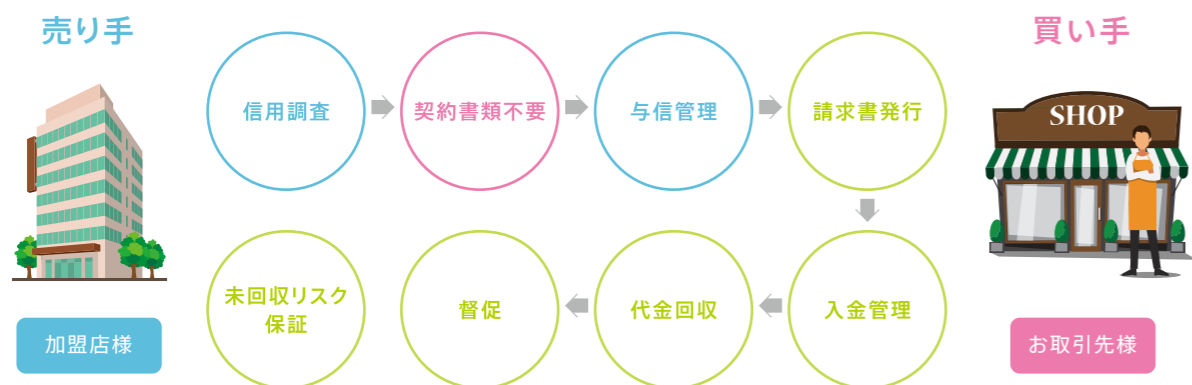 売り手
買い手
信用調査
契約書類不要
与信管理
請求書発行
SHOP
入金管理
代金回収
督促
未回収リスク
保証
加盟店様
お取引先様